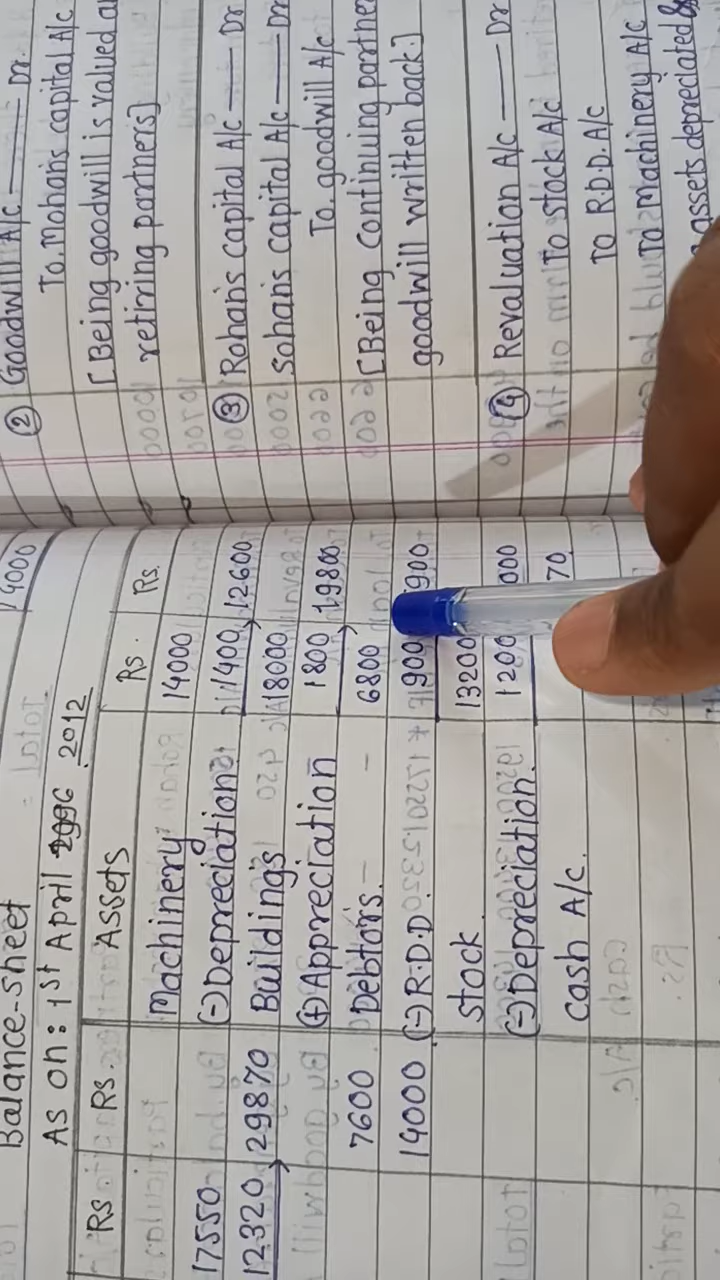 Balance-sheet
As on: 1st April 2012
Rs Rs. Assets Rs. Rs.
Machinery 14000
17550 (-) Depreciation 1400 12600
12320 29870 Buildings 18000
(+) Appreciation 1800 19800
7600 Debtors. 6800
14000 (-) R.D.D. 900
stock 13200
(-) Depreciation. 1200
cash A/c.
14000
② Goodwill A/c —— Dr.
To. Mohan's capital A/c
[Being goodwill is valued
retiring partners]
③ Rohan's capital A/c —— Dr
Sohan's capital A/c —— Dr
To. goodwill A/c
[Being continuing
goodwill written back.]
④ Revaluation A/c —— Dr
To stock A/c
To R.D.D. A/c
To Machinery A/c
assets depreciated